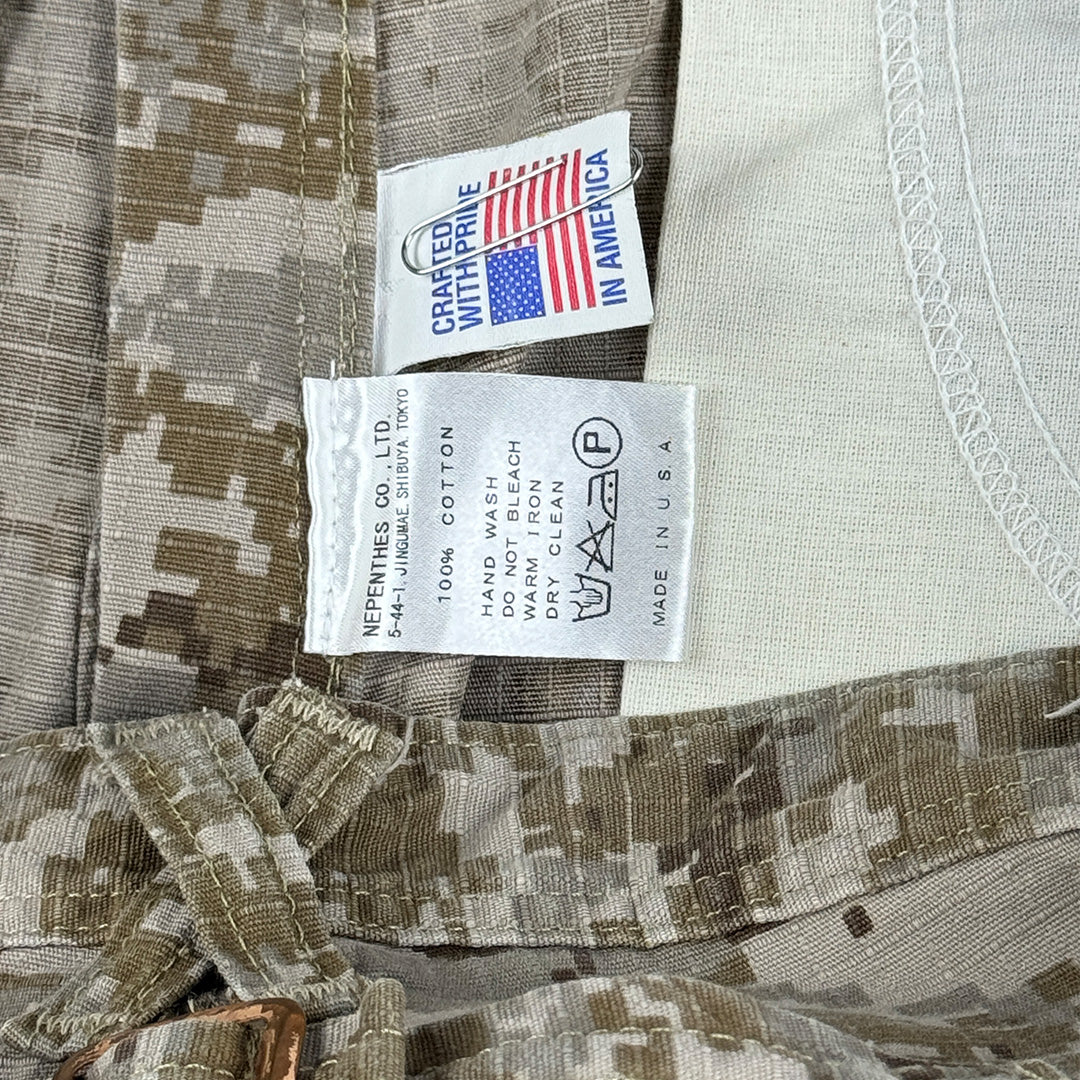 CRAFTED
WITH PRIDE
IN AMERICA
NEPENTHES CO., LTD.
5-44-1, JINGUMAE, SHIBUYA, TOKYO
100% COTTON
HAND WASH
DO NOT BLEACH
WARM IRON
DRY CLEAN
P
MADE IN U S A